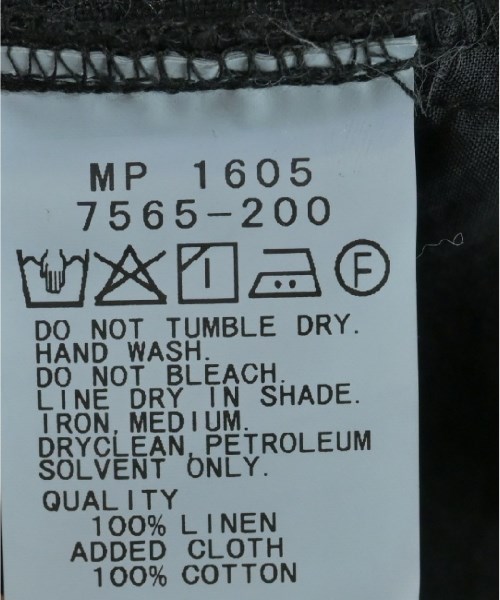 MP 1605
7565-200
F
DO NOT TUMBLE DRY.
HAND WASH.
DO NOT BLEACH.
LINE DRY IN SHADE.
IRON, MEDIUM.
DRYCLEAN, PETROLEUM
SOLVENT ONLY.
QUALITY
100% LINEN
ADDED CLOTH
100% COTTON